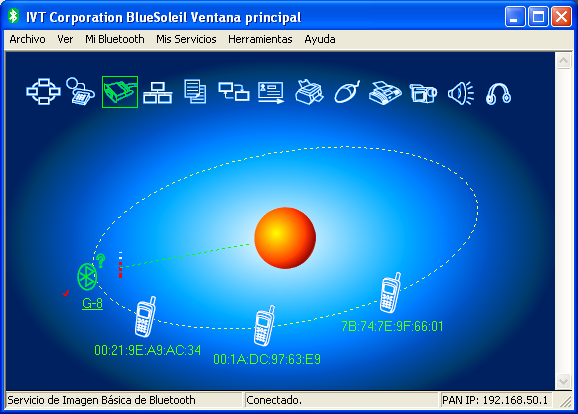 IVT Corporation BlueSoleil Ventana principal
Archivo Ver Mi Bluetooth Mis Servicios Herramientas Ayuda
?
G-8
7B:74:7E:9F:66:01
00:21:9E:A9:AC:34
00:1A:DC:97:63:E9
Servicio de Imagen Básica de Bluetooth Conectado. PAN IP: 192.168.50.1